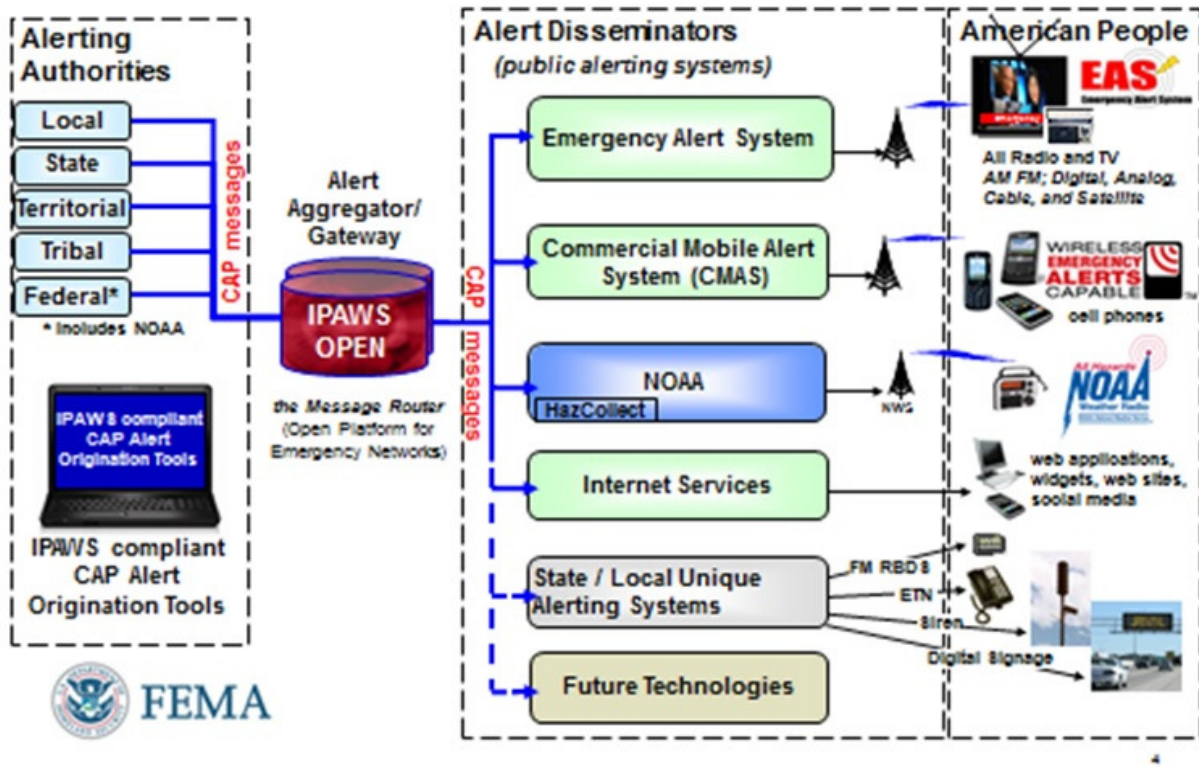 Alerting
Authorities
Local
State
Territorial
Tribal
Federal*
* Includes NOAA
CAP messages
IPAWS compliant
CAP Alert
Origination Tools
IPAWS compliant
CAP Alert
Origination Tools
FEMA
Alert
Aggregator/
Gateway
IPAWS
OPEN
the Message Router
(Open Platform for
Emergency Networks)
CAP messages
Alert Disseminators
(public alerting systems)
Emergency Alert System
Commercial Mobile Alert
System (CMAS)
NOAA
HazCollect
NWS
Internet Services
State / Local Unique
Alerting Systems
FM RBDS
ETN
Siren
Digital Signage
Future Technologies
American People
EAS
Emergency Alert System
All Radio and TV
AM FM; Digital, Analog,
Cable, and Satellite
WIRELESS
EMERGENCY
ALERTS
CAPABLE
TM
cell phones
All Hazards
NOAA
Weather Radio
web applications,
widgets, web sites,
social media
4